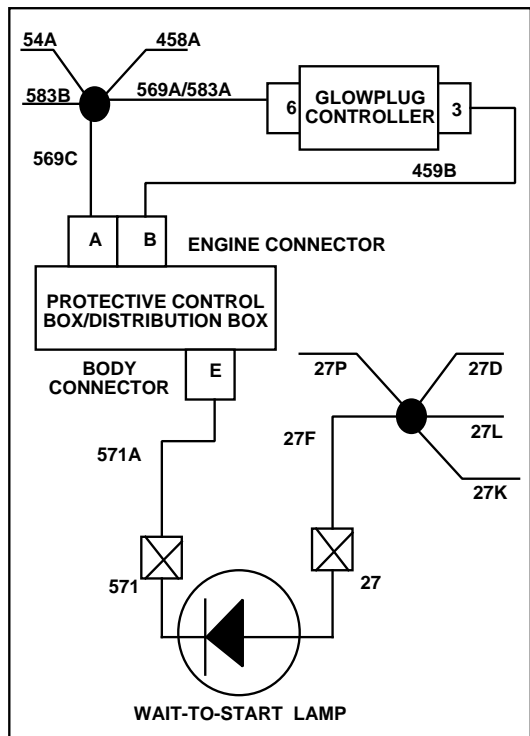 54A
458A
583B
569A/583A
6
GLOWPLUG
CONTROLLER
3
569C
459B
A
B
ENGINE CONNECTOR
PROTECTIVE CONTROL
BOX/DISTRIBUTION BOX
BODY
CONNECTOR
E
27P
27D
571A
27F
27L
27K
571
27
WAIT-TO-START LAMP